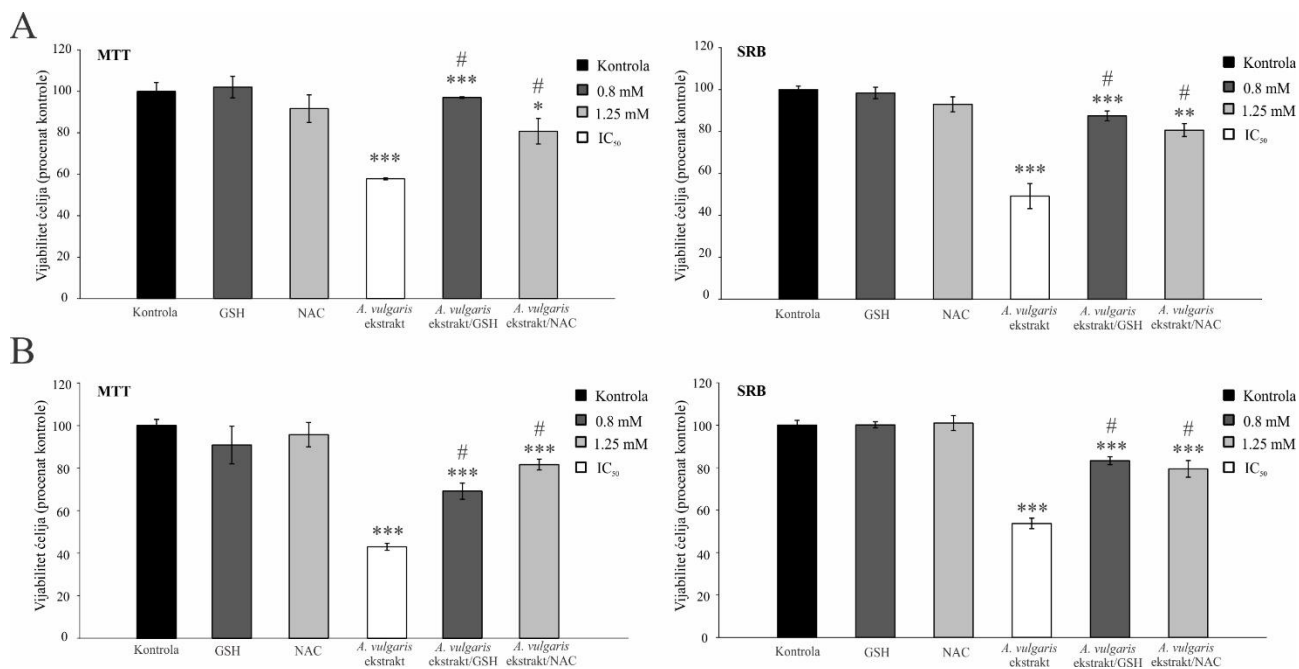 A
MTT
Vijabilitet ćelija (procenat kontrole)
120
100
80
60
40
20
0
***
#
***
#
*
Kontrola
0.8 mM
1.25 mM
IC₅₀
Kontrola
GSH
NAC
A. vulgaris
ekstrakt
A. vulgaris
ekstrakt/GSH
A. vulgaris
ekstrakt/NAC
SRB
Vijabilitet ćelija (procenat kontrole)
120
100
80
60
40
20
0
***
#
***
#
**
Kontrola
0.8 mM
1.25 mM
IC₅₀
Kontrola
GSH
NAC
A. vulgaris
ekstrakt
A. vulgaris
ekstrakt/GSH
A. vulgaris
ekstrakt/NAC
B
MTT
Vijabilitet ćelija (procenat kontrole)
120
100
80
60
40
20
0
***
#
***
#
***
Kontrola
0.8 mM
1.25 mM
IC₅₀
Kontrola
GSH
NAC
A. vulgaris
ekstrakt
A. vulgaris
ekstrakt/GSH
A. vulgaris
ekstrakt/NAC
SRB
Vijabilitet ćelija (procenat kontrole)
120
100
80
60
40
20
0
***
#
***
#
***
Kontrola
0.8 mM
1.25 mM
IC₅₀
Kontrola
GSH
NAC
A. vulgaris
ekstrakt
A. vulgaris
ekstrakt/GSH
A. vulgaris
ekstrakt/NAC